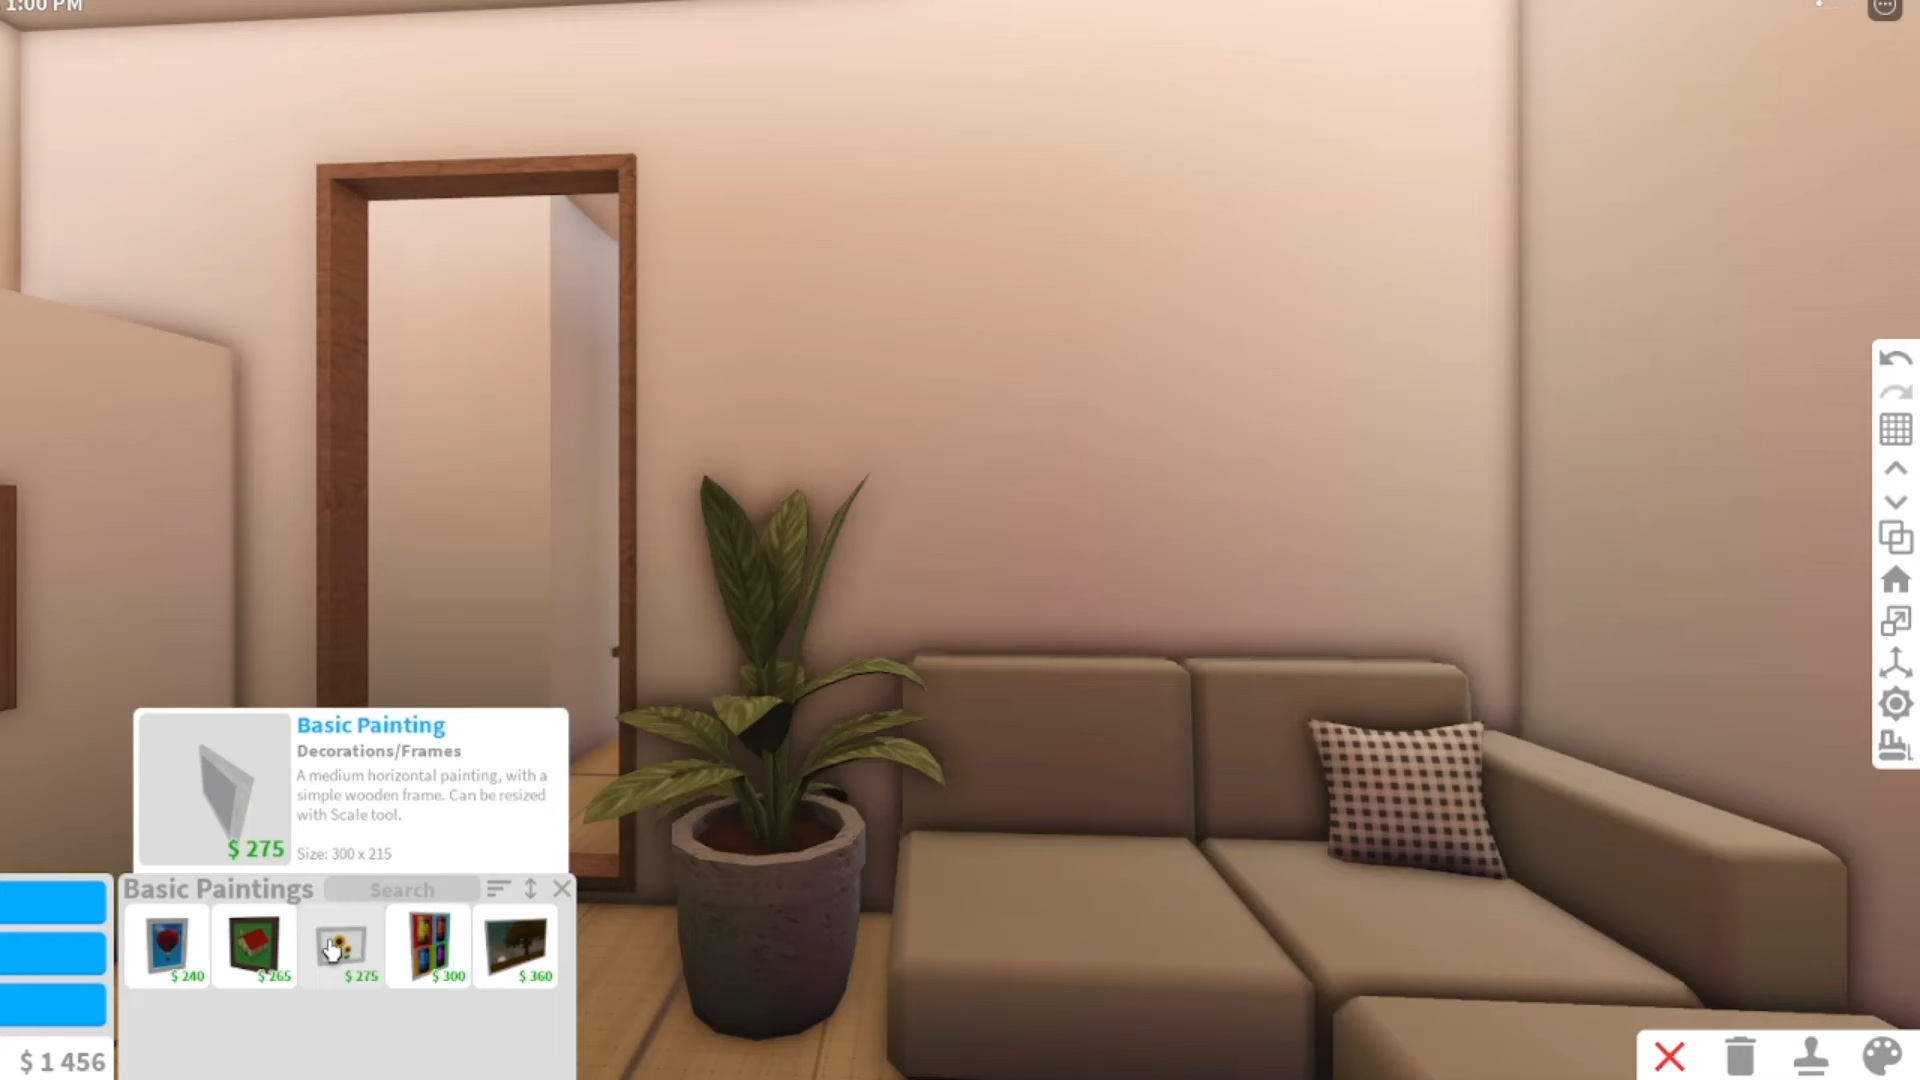 1:00 PM
Basic Painting
Decorations/Frames
A medium horizontal painting, with a
simple wooden frame. Can be resized
with Scale tool.
$ 275
Size: 300 x 215
Basic Paintings
Search
$ 240
$ 265
$ 275
$ 300
$ 360
$ 1 456